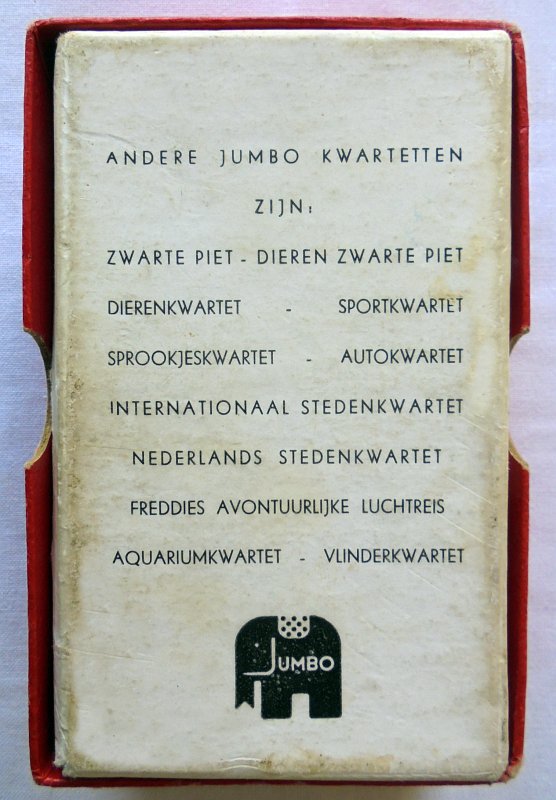 ANDERE JUMBO KWARTETTEN
ZIJN:
ZWARTE PIET - DIEREN ZWARTE PIET
DIERENKWARTET - SPORTKWARTET
SPROOKJESKWARTET - AUTOKWARTET
INTERNATIONAAL STEDENKWARTET
NEDERLANDS STEDENKWARTET
FREDDIES AVONTUURLIJKE LUCHTREIS
AQUARIUMKWARTET - VLINDERKWARTET
JUMBO